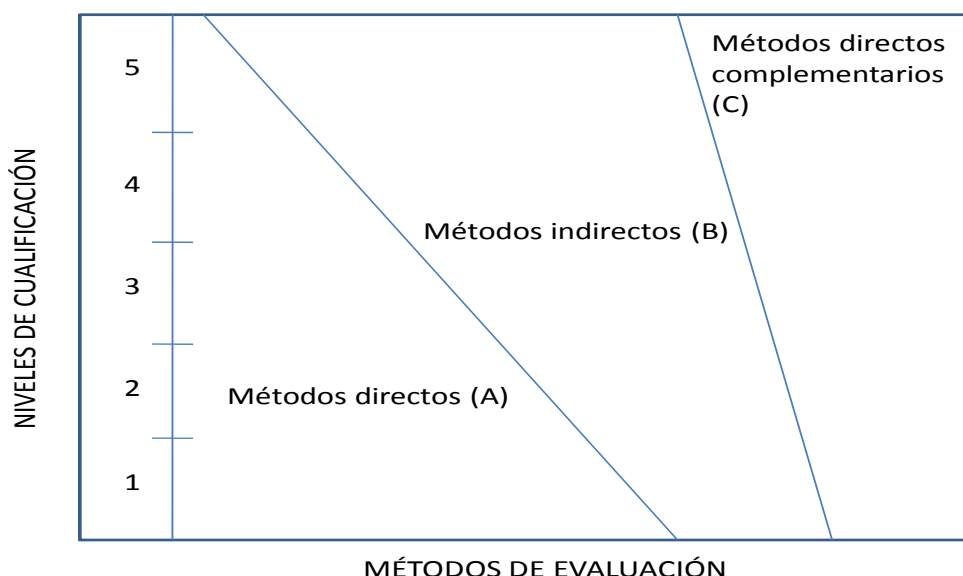 NIVELES DE CUALIFICACIÓN
5
4
3
2
1
Métodos directos
complementarios
(C)
Métodos indirectos (B)
Métodos directos (A)
MÉTODOS DE EVALUACIÓN